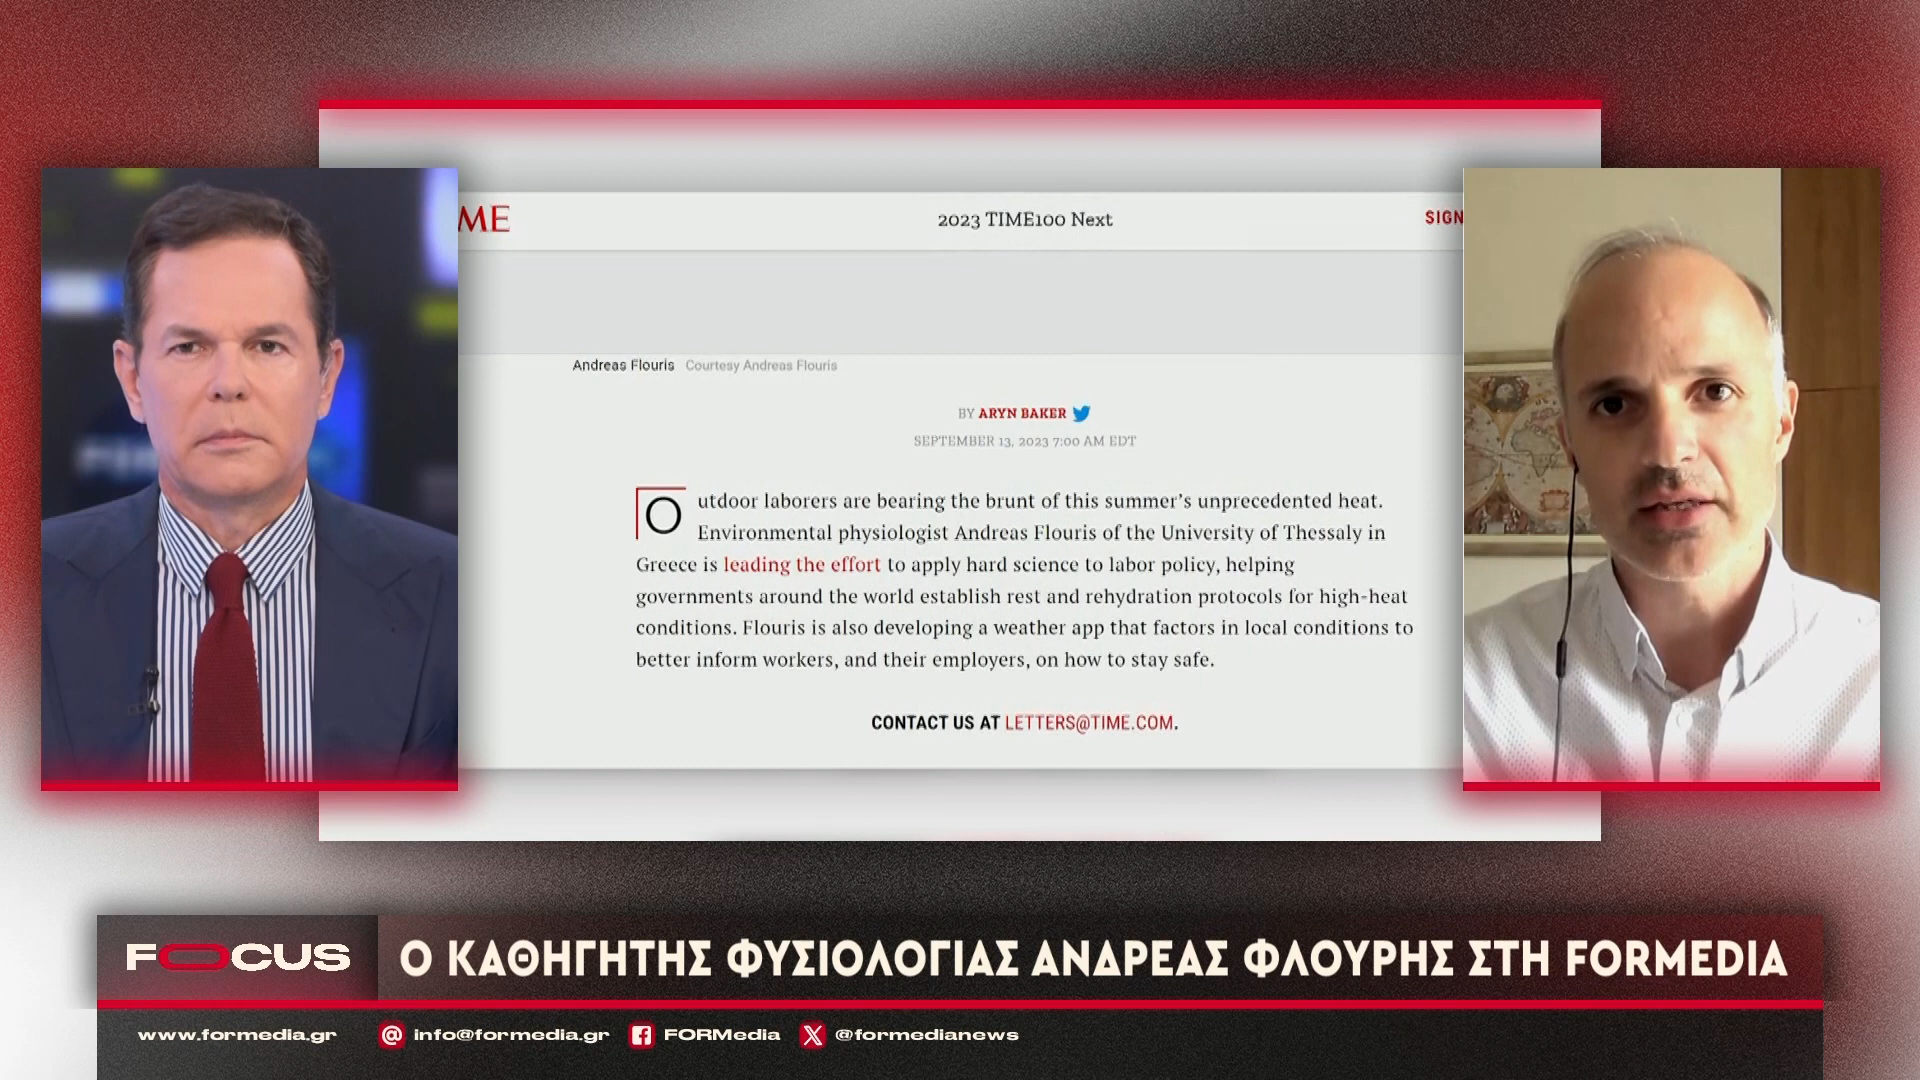 ME
2023 TIME100 Next
SIGN
Andreas Flouris Courtesy Andreas Flouris
BY ARYN BAKER
SEPTEMBER 13, 2023 7:00 AM EDT
Outdoor laborers are bearing the brunt of this summer's unprecedented heat.
Environmental physiologist Andreas Flouris of the University of Thessaly in
Greece is leading the effort to apply hard science to labor policy, helping
governments around the world establish rest and rehydration protocols for high-heat
conditions. Flouris is also developing a weather app that factors in local conditions to
better inform workers, and their employers, on how to stay safe.
CONTACT US AT LETTERS@TIME.COM.
FOCUS
Ο ΚΑΘΗΓΗΤΗΣ ΦΥΣΙΟΛΟΓΙΑΣ ΑΝΔΡΕΑΣ ΦΛΟΥΡΗΣ ΣΤΗ FORMEDIA
www.formedia.gr @ info@formedia.gr FORMedia @formedianews